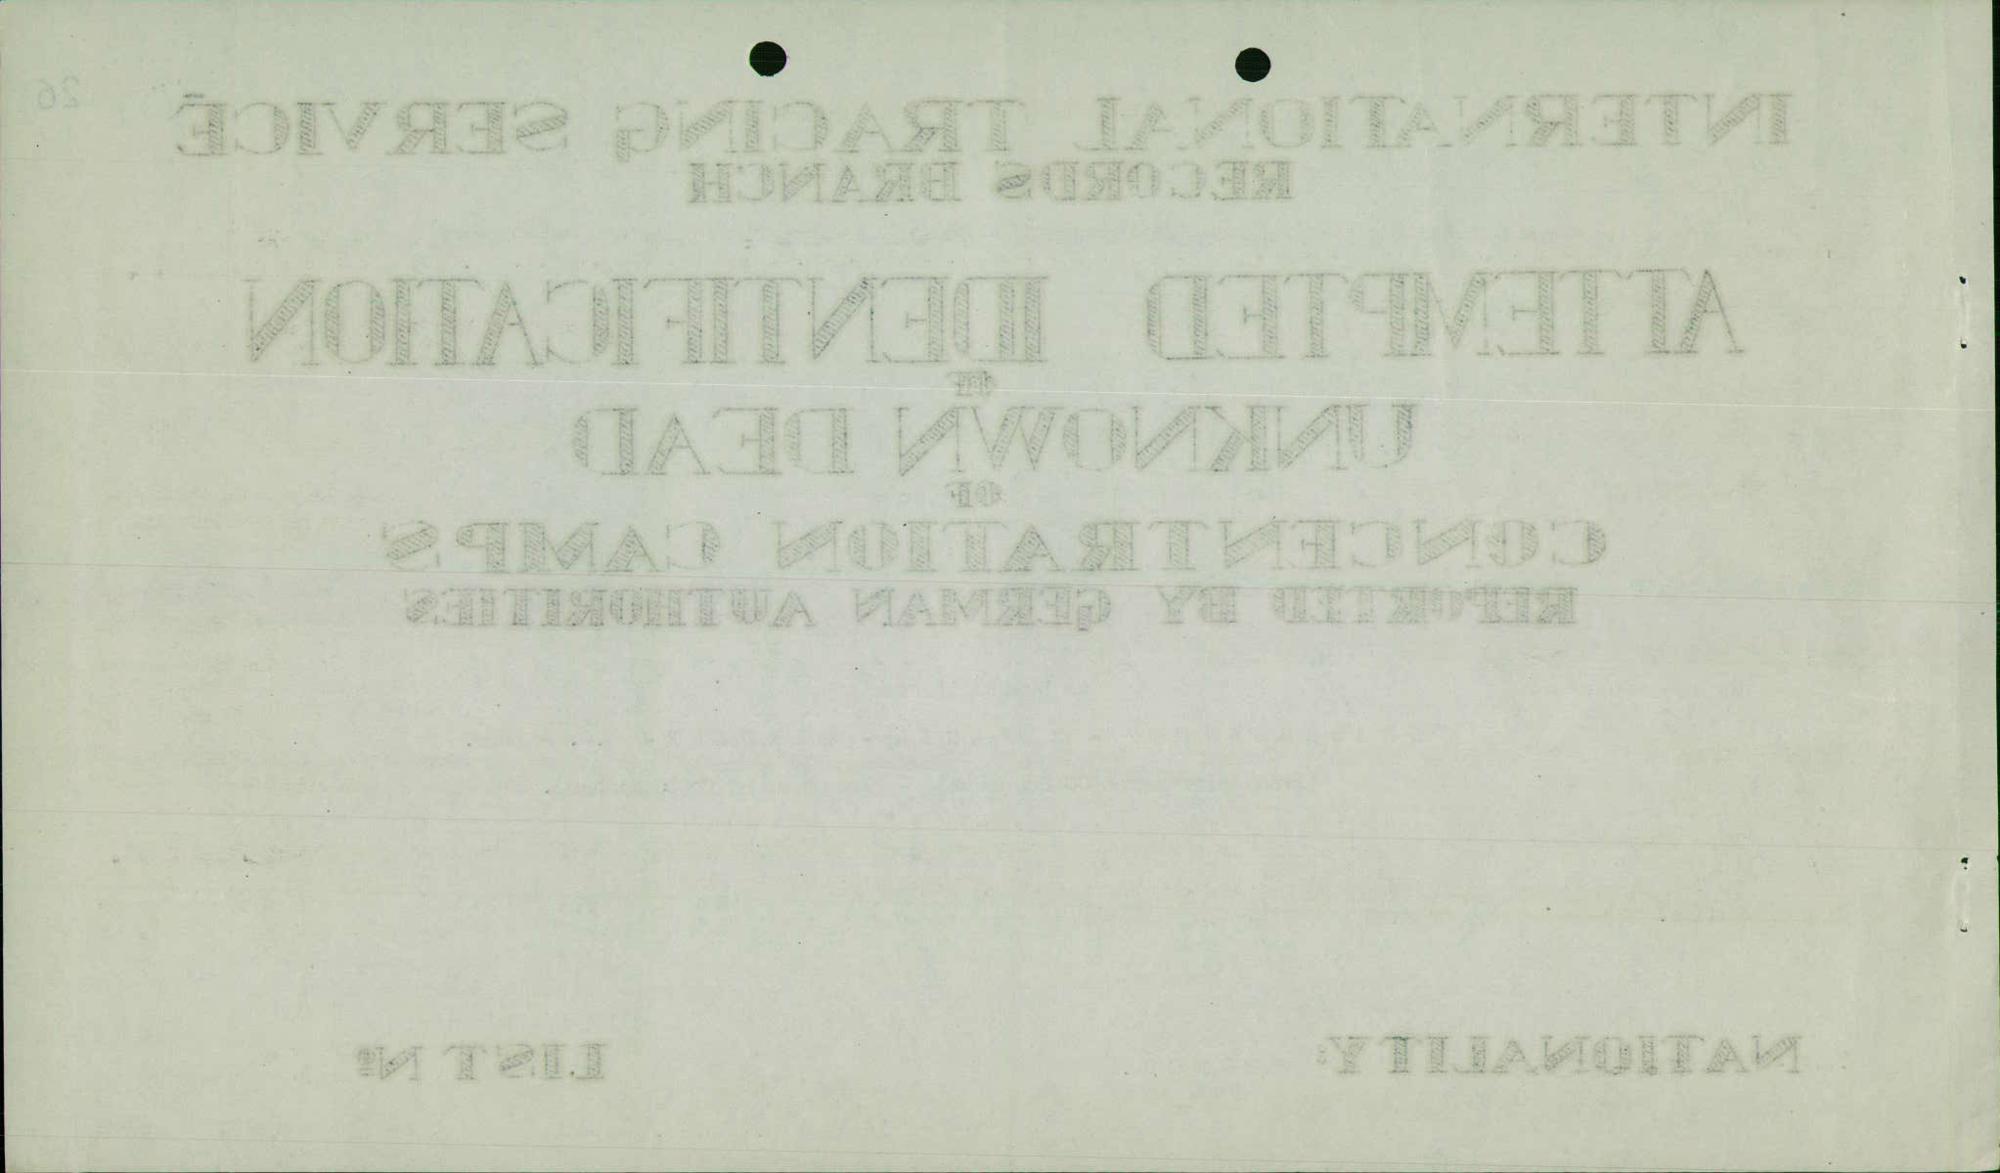 26
INTERNATIONAL TRACING SERVICE
RECORDS BRANCH
ATTEMPTED IDENTIFICATION
OF
UNKNOWN DEAD
OF
CONCENTRATION CAMPS
REPORTED BY GERMAN AUTHORITIES
NATIONALITY: LIST Nº